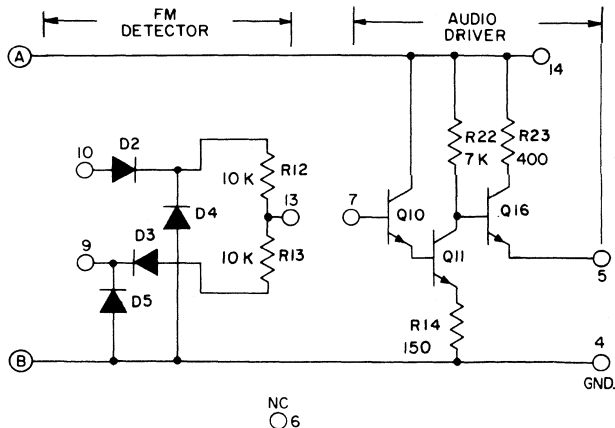 FM
DETECTOR
AUDIO
DRIVER
A
14
R22
7K
R23
400
10
D2
10K
R12
13
7
Q10
Q16
D4
9
D3
10K
R13
Q11
5
D5
R14
150
4
B
GND.
NC
6